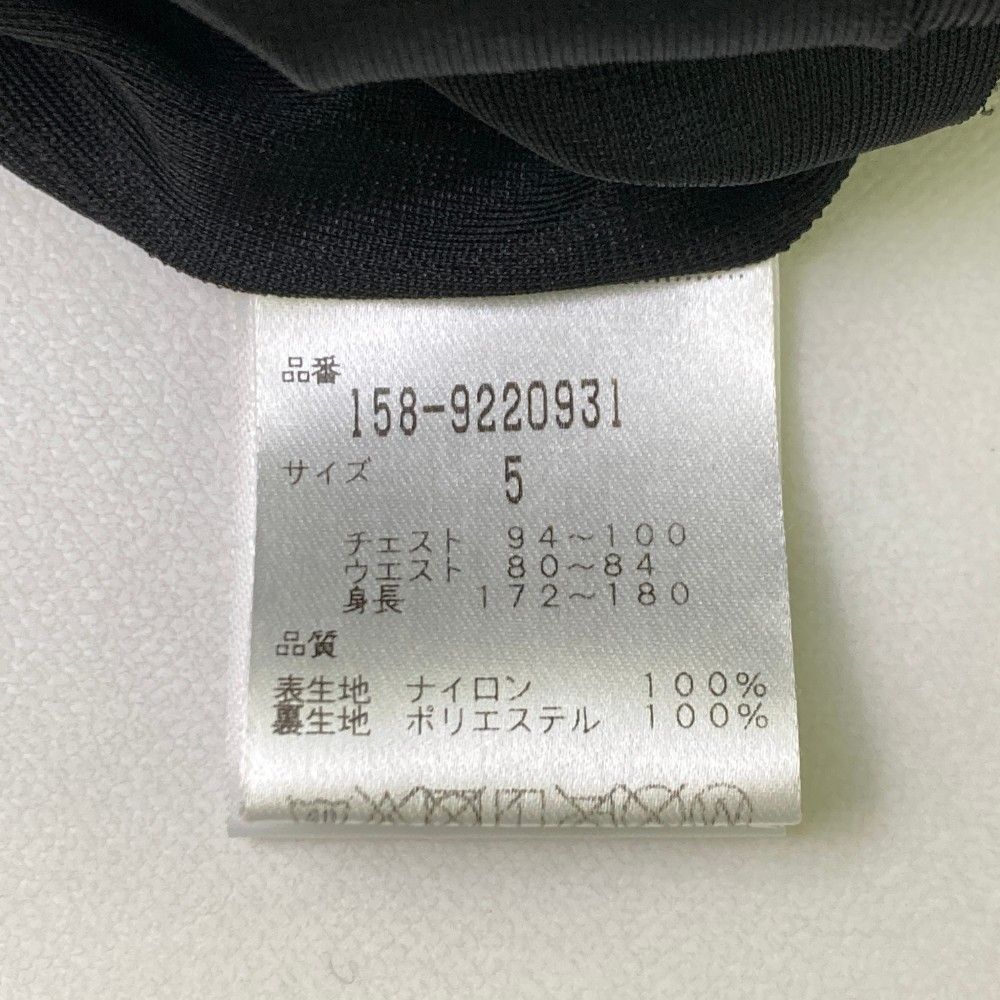 品番
158-9220931
サイズ 5
チェスト 94~100
ウエスト 80~84
身長 172~180
品質
表生地 ナイロン 100%
裏生地 ポリエステル 100%